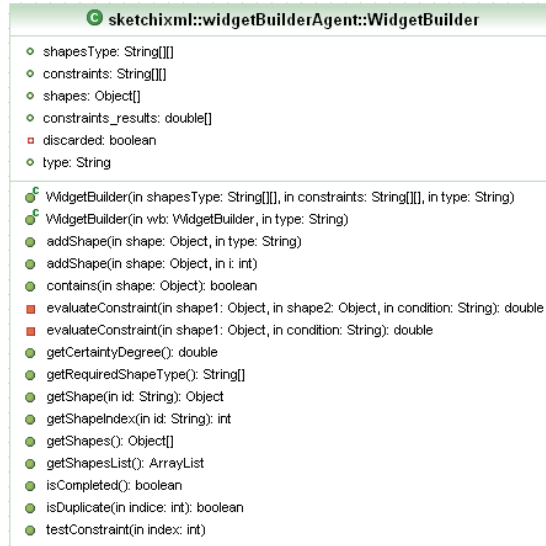 C sketchixml::widgetBuilderAgent::WidgetBuilder
shapesType: String[][]
constraints: String[][]
shapes: Object[]
constraints_results: double[]
discarded: boolean
type: String
C WidgetBuilder(in shapesType: String[][], in constraints: String[][], in type: String)
C WidgetBuilder(in wb: WidgetBuilder, in type: String)
addShape(in shape: Object, in type: String)
addShape(in shape: Object, in i: int)
contains(in shape: Object): boolean
evaluateConstraint(in shape1: Object, in shape2: Object, in condition: String): double
evaluateConstraint(in shape1: Object, in condition: String): double
getCertaintyDegree(): double
getRequiredShapeType(): String[]
getShape(in id: String): Object
getShapeIndex(in id: String): int
getShapes(): Object[]
getShapesList(): ArrayList
isCompleted(): boolean
isDuplicate(in indice: int): boolean
testConstraint(in index: int)